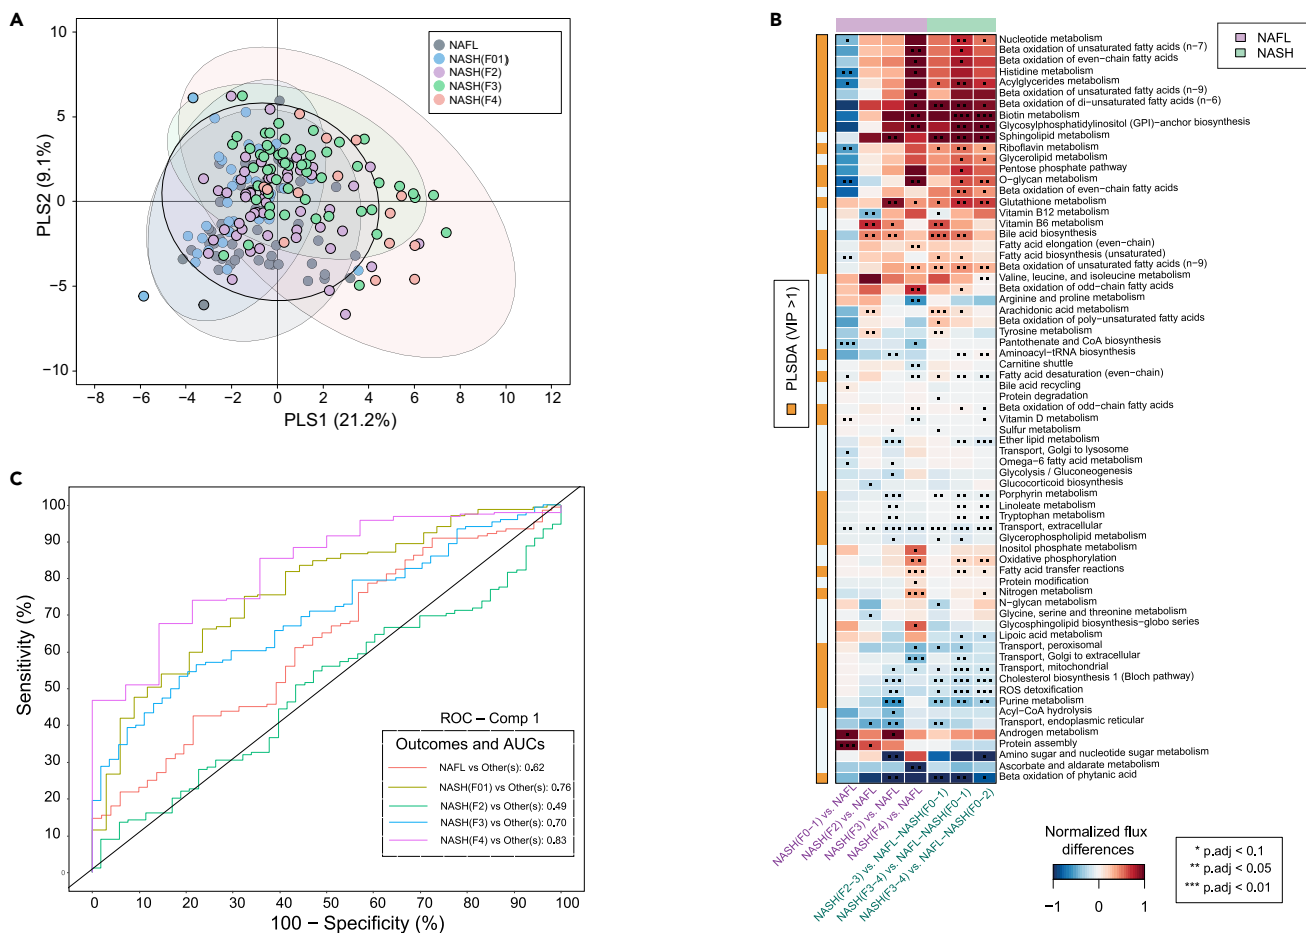 A
10
5
0
−5
−10
PLS2 (9.1%)
−8
−6
−4
−2
0
2
4
6
8
10
12
PLS1 (21.2%)
NAFL
NASH(F01)
NASH(F2)
NASH(F3)
NASH(F4)
B
NAFL
NASH
PLSDA (VIP >1)
Nucleotide metabolism
Beta oxidation of unsaturated fatty acids (n−7)
Beta oxidation of even−chain fatty acids
Histidine metabolism
Acylglycerides metabolism
Beta oxidation of unsaturated fatty acids (n−9)
Beta oxidation of di−unsaturated fatty acids (n−6)
Biotin metabolism
Glycosylphosphatidylinositol (GPI)−anchor biosynthesis
Sphingolipid metabolism
Riboflavin metabolism
Glycerolipid metabolism
Pentose phosphate pathway
O−glycan metabolism
Beta oxidation of even−chain fatty acids
Glutathione metabolism
Vitamin B12 metabolism
Vitamin B6 metabolism
Bile acid biosynthesis
Fatty acid elongation (even−chain)
Fatty acid biosynthesis (unsaturated)
Beta oxidation of unsaturated fatty acids (n−9)
Valine, leucine, and isoleucine metabolism
Beta oxidation of odd−chain fatty acids
Arginine and proline metabolism
Arachidonic acid metabolism
Beta oxidation of poly−unsaturated fatty acids
Tyrosine metabolism
Pantothenate and CoA biosynthesis
Aminoacyl−tRNA biosynthesis
Carnitine shuttle
Fatty acid desaturation (even−chain)
Bile acid recycling
Protein degradation
Beta oxidation of odd−chain fatty acids
Vitamin D metabolism
Sulfur metabolism
Ether lipid metabolism
Transport, Golgi to lysosome
Omega−6 fatty acid metabolism
Glycolysis / Gluconeogenesis
Glucocorticoid biosynthesis
Porphyrin metabolism
Linoleate metabolism
Tryptophan metabolism
Transport, extracellular
Glycerophospholipid metabolism
Inositol phosphate metabolism
Oxidative phosphorylation
Fatty acid transfer reactions
Protein modification
Nitrogen metabolism
N−glycan metabolism
Glycine, serine and threonine metabolism
Glycosphingolipid biosynthesis−globo series
Lipoic acid metabolism
Transport, peroxisomal
Transport, Golgi to extracellular
Transport, mitochondrial
Cholesterol biosynthesis 1 (Bloch pathway)
ROS detoxification
Purine metabolism
Acyl−CoA hydrolysis
Transport, endoplasmic reticular
Androgen metabolism
Protein assembly
Amino sugar and nucleotide sugar metabolism
Ascorbate and aldarate metabolism
Beta oxidation of phytanic acid
NASH(F0−1) vs. NAFL
NASH(F2) vs. NAFL
NASH(F3) vs. NAFL
NASH(F4) vs. NAFL
NASH(F2−3) vs. NAFL−NASH(F0−1)
NASH(F3−4) vs. NAFL−NASH(F0−1)
NASH(F3−4) vs. NAFL−NASH(F0−2)
Normalized flux
differences
−1
0
1
* p.adj < 0.1
** p.adj < 0.05
*** p.adj < 0.01
C
100
90
80
70
60
50
40
30
20
10
0
Sensitivity (%)
0
10
20
30
40
50
60
70
80
90
100
100 − Specificity (%)
ROC − Comp 1
Outcomes and AUCs
NAFL vs Other(s): 0.62
NASH(F01) vs Other(s): 0.76
NASH(F2) vs Other(s): 0.49
NASH(F3) vs Other(s): 0.70
NASH(F4) vs Other(s): 0.83